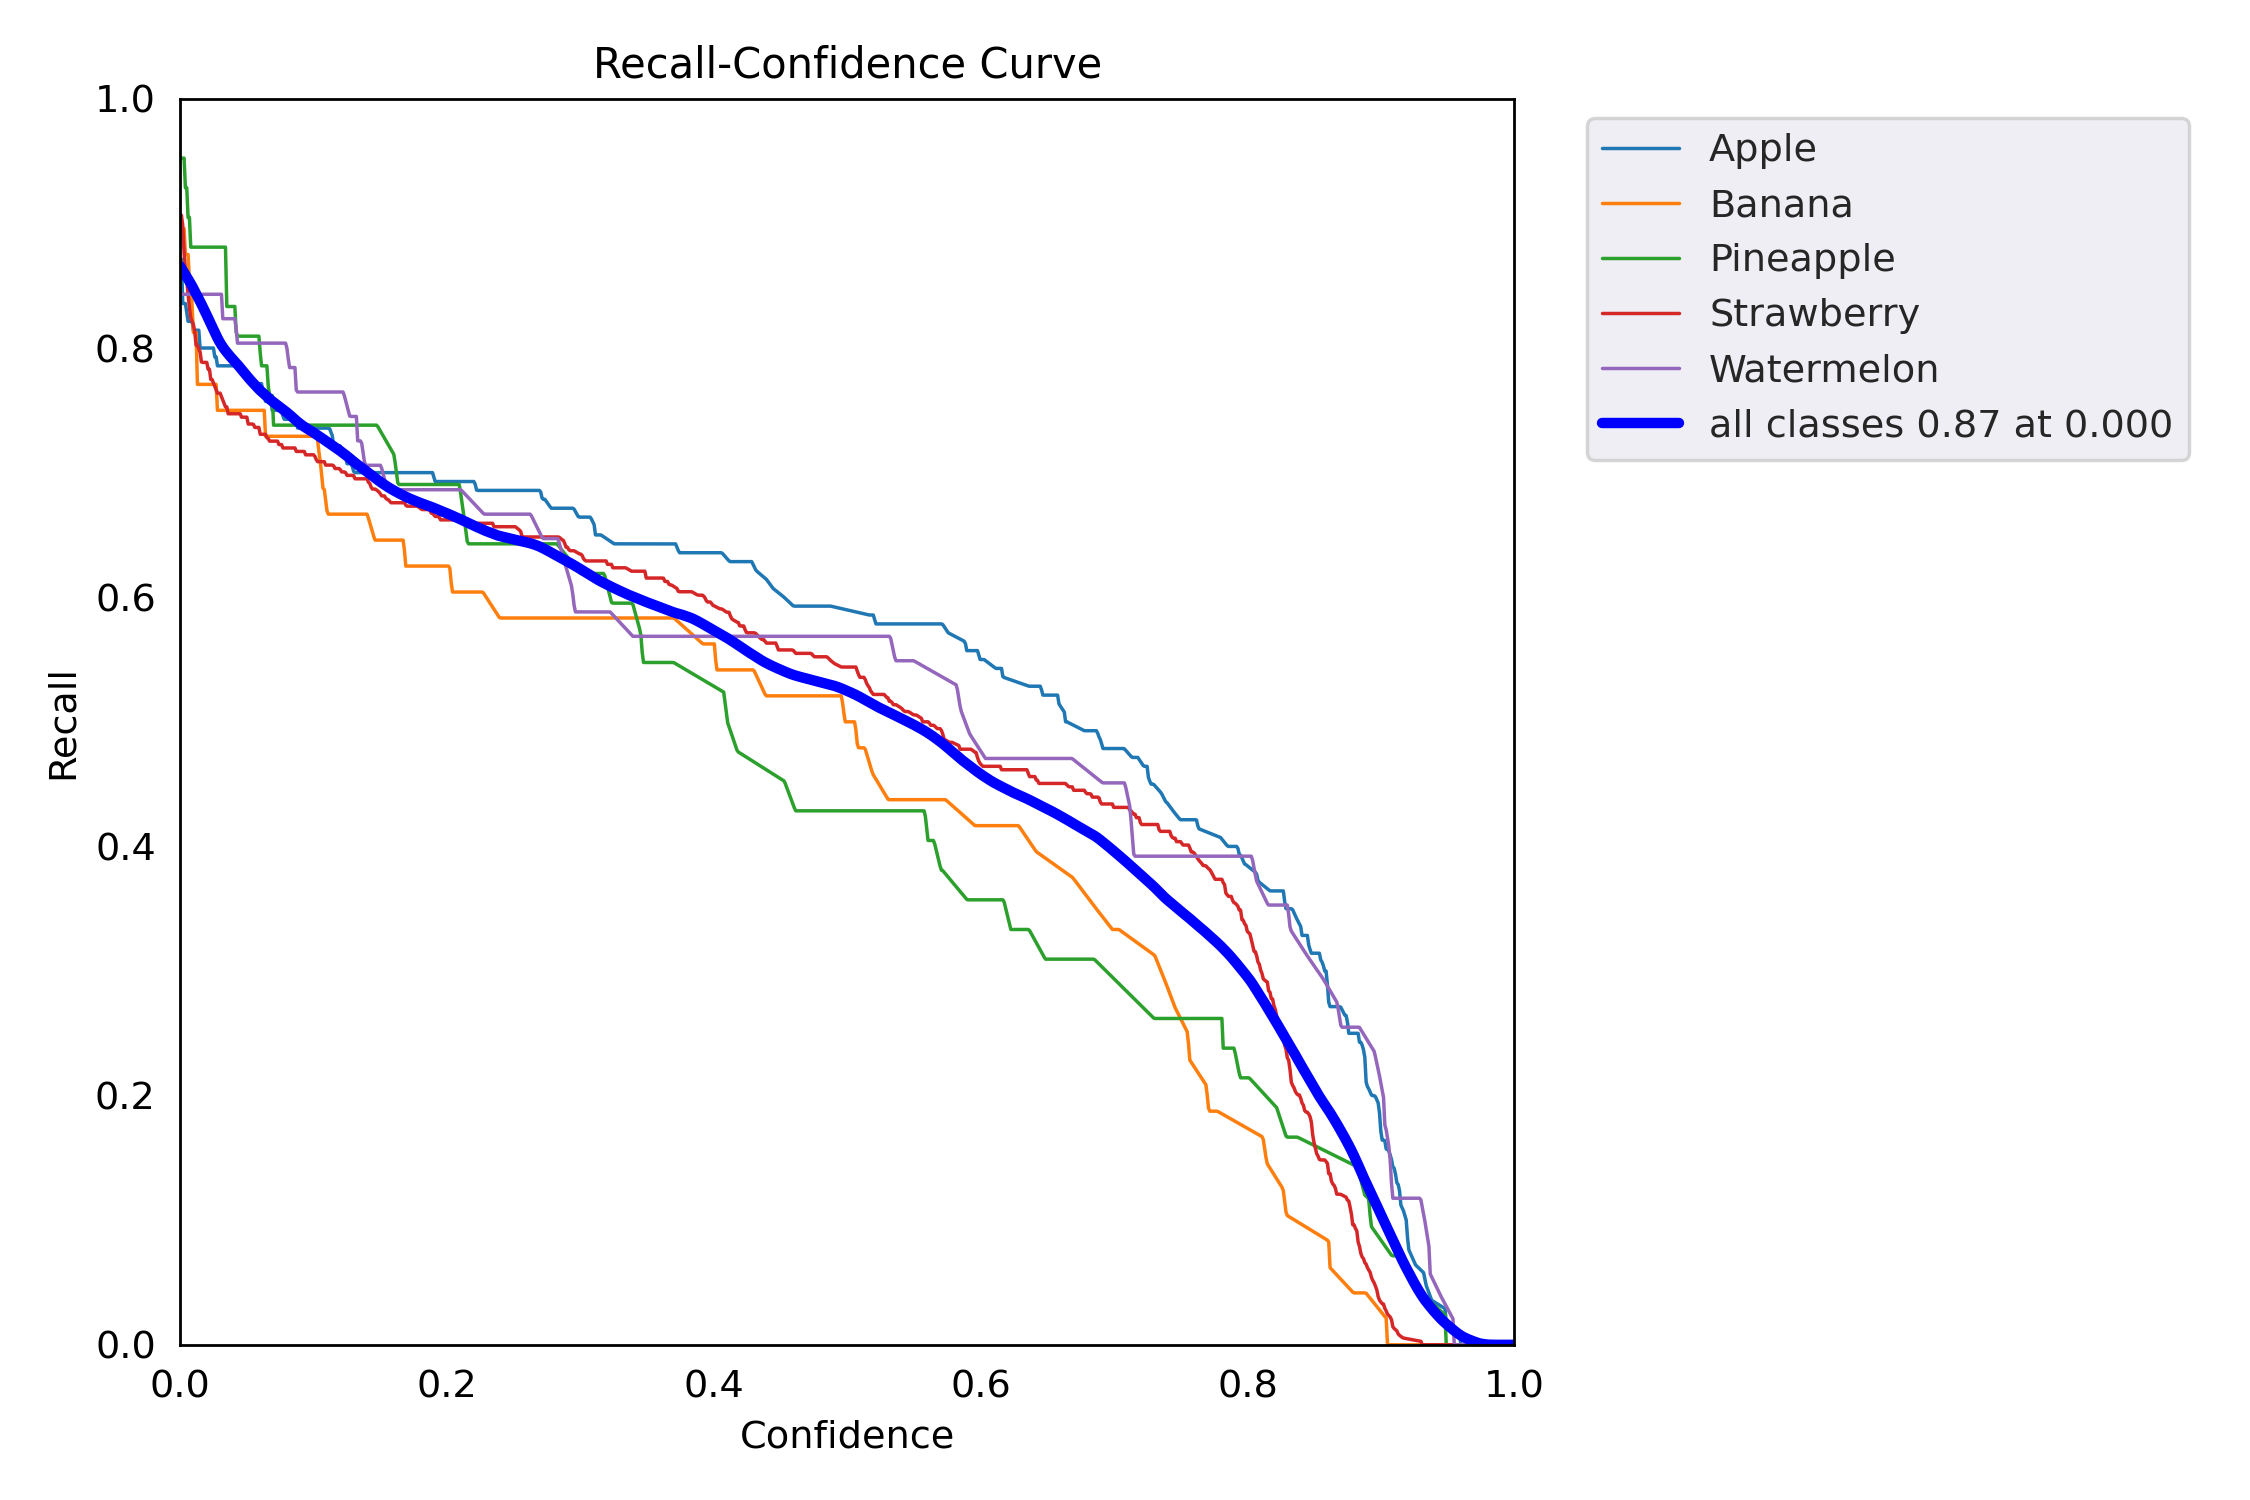 Recall-Confidence Curve
1.0
0.8
0.6
0.4
0.2
0.0
Recall
0.0 0.2 0.4 0.6 0.8 1.0
Confidence
Apple
Banana
Pineapple
Strawberry
Watermelon
all classes 0.87 at 0.000